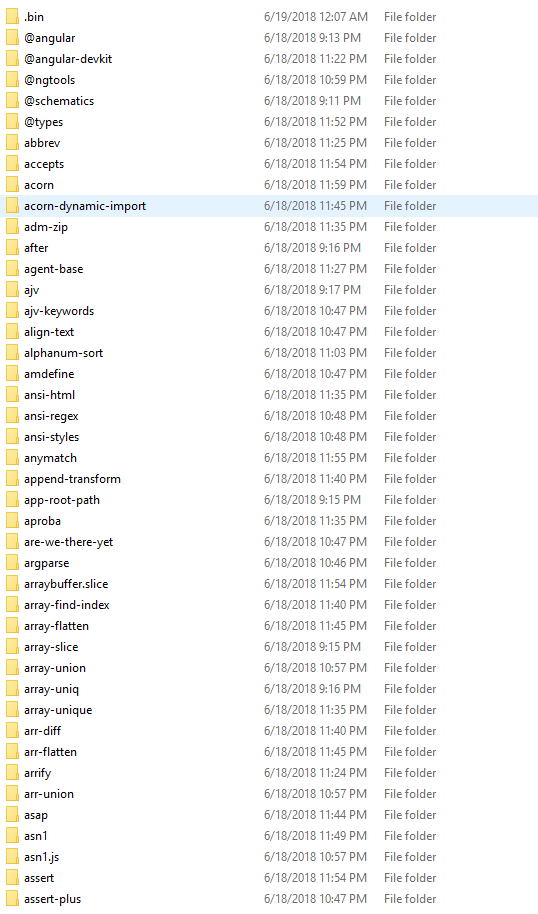 .bin 6/19/2018 12:07 AM File folder
@angular 6/18/2018 9:13 PM File folder
@angular-devkit 6/18/2018 11:22 PM File folder
@ngtools 6/18/2018 10:59 PM File folder
@schematics 6/18/2018 9:11 PM File folder
@types 6/18/2018 11:52 PM File folder
abbrev 6/18/2018 11:25 PM File folder
accepts 6/18/2018 11:54 PM File folder
acorn 6/18/2018 11:59 PM File folder
acorn-dynamic-import 6/18/2018 11:45 PM File folder
adm-zip 6/18/2018 11:35 PM File folder
after 6/18/2018 9:16 PM File folder
agent-base 6/18/2018 11:27 PM File folder
ajv 6/18/2018 9:17 PM File folder
ajv-keywords 6/18/2018 10:47 PM File folder
align-text 6/18/2018 10:47 PM File folder
alphanum-sort 6/18/2018 11:03 PM File folder
amdefine 6/18/2018 10:47 PM File folder
ansi-html 6/18/2018 11:35 PM File folder
ansi-regex 6/18/2018 10:48 PM File folder
ansi-styles 6/18/2018 10:48 PM File folder
anymatch 6/18/2018 11:55 PM File folder
append-transform 6/18/2018 11:40 PM File folder
app-root-path 6/18/2018 9:15 PM File folder
aproba 6/18/2018 11:35 PM File folder
are-we-there-yet 6/18/2018 10:47 PM File folder
argparse 6/18/2018 10:46 PM File folder
arraybuffer.slice 6/18/2018 11:54 PM File folder
array-find-index 6/18/2018 11:40 PM File folder
array-flatten 6/18/2018 11:45 PM File folder
array-slice 6/18/2018 9:15 PM File folder
array-union 6/18/2018 10:57 PM File folder
array-uniq 6/18/2018 9:16 PM File folder
array-unique 6/18/2018 11:35 PM File folder
arr-diff 6/18/2018 11:40 PM File folder
arr-flatten 6/18/2018 11:45 PM File folder
arrify 6/18/2018 11:24 PM File folder
arr-union 6/18/2018 10:57 PM File folder
asap 6/18/2018 11:44 PM File folder
asn1 6/18/2018 11:49 PM File folder
asn1.js 6/18/2018 10:57 PM File folder
assert 6/18/2018 11:54 PM File folder
assert-plus 6/18/2018 10:47 PM File folder